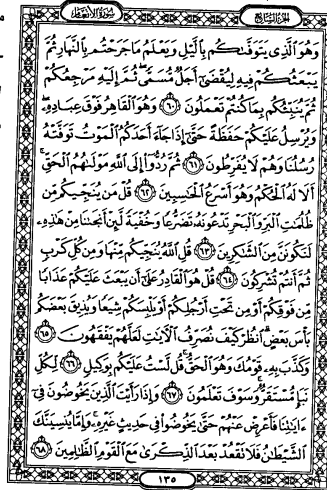 الجزء السابع
سورة الأنعام
وَهُوَ الَّذِي يَتَوَفَّىٰكُم بِالَّيْلِ وَيَعْلَمُ مَا جَرَحْتُم بِالنَّهَارِ ثُمَّ
يَبْعَثُكُمْ فِيهِ لِيُقْضَىٰ أَجَلٌ مُّسَمًّى ثُمَّ إِلَيْهِ مَرْجِعُكُمْ
ثُمَّ يُنَبِّئُكُم بِمَا كُنتُمْ تَعْمَلُونَ ٦٠ وَهُوَ الْقَاهِرُ فَوْقَ عِبَادِهِ
وَيُرْسِلُ عَلَيْكُمْ حَفَظَةً حَتَّىٰ إِذَا جَاءَ أَحَدَكُمُ الْمَوْتُ تَوَفَّتْهُ
رُسُلُنَا وَهُمْ لَا يُفَرِّطُونَ ٦١ ثُمَّ رُدُّوا إِلَى اللَّهِ مَوْلَىٰهُمُ الْحَقِّ
أَلَا لَهُ الْحُكْمُ وَهُوَ أَسْرَعُ الْحَاسِبِينَ ٦٢ قُلْ مَن يُنَجِّيكُم مِّن
ظُلُمَاتِ الْبَرِّ وَالْبَحْرِ تَدْعُونَهُ تَضَرُّعًا وَخُفْيَةً لَّئِنْ أَنجَىٰنَا مِنْ هَٰذِهِ
لَنَكُونَنَّ مِنَ الشَّاكِرِينَ ٦٣ قُلِ اللَّهُ يُنَجِّيكُم مِّنْهَا وَمِن كُلِّ كَرْبٍ
ثُمَّ أَنتُمْ تُشْرِكُونَ ٦٤ قُلْ هُوَ الْقَادِرُ عَلَىٰ أَن يَبْعَثَ عَلَيْكُمْ عَذَابًا
مِّن فَوْقِكُمْ أَوْ مِن تَحْتِ أَرْجُلِكُمْ أَوْ يَلْبِسَكُمْ شِيَعًا وَيُذِيقَ بَعْضَكُم
بَأْسَ بَعْضٍ انظُرْ كَيْفَ نُصَرِّفُ الْآيَاتِ لَعَلَّهُمْ يَفْقَهُونَ ٦٥
وَكَذَّبَ بِهِ قَوْمُكَ وَهُوَ الْحَقُّ قُل لَّسْتُ عَلَيْكُم بِوَكِيلٍ ٦٦ لِّكُلِّ
نَبَإٍ مُّسْتَقَرٌّ وَسَوْفَ تَعْلَمُونَ ٦٧ وَإِذَا رَأَيْتَ الَّذِينَ يَخُوضُونَ فِي
آيَاتِنَا فَأَعْرِضْ عَنْهُمْ حَتَّىٰ يَخُوضُوا فِي حَدِيثٍ غَيْرِهِ وَإِمَّا يُنسِيَنَّكَ
الشَّيْطَانُ فَلَا تَقْعُدْ بَعْدَ الذِّكْرَىٰ مَعَ الْقَوْمِ الظَّالِمِينَ ٦٨
١٣٥